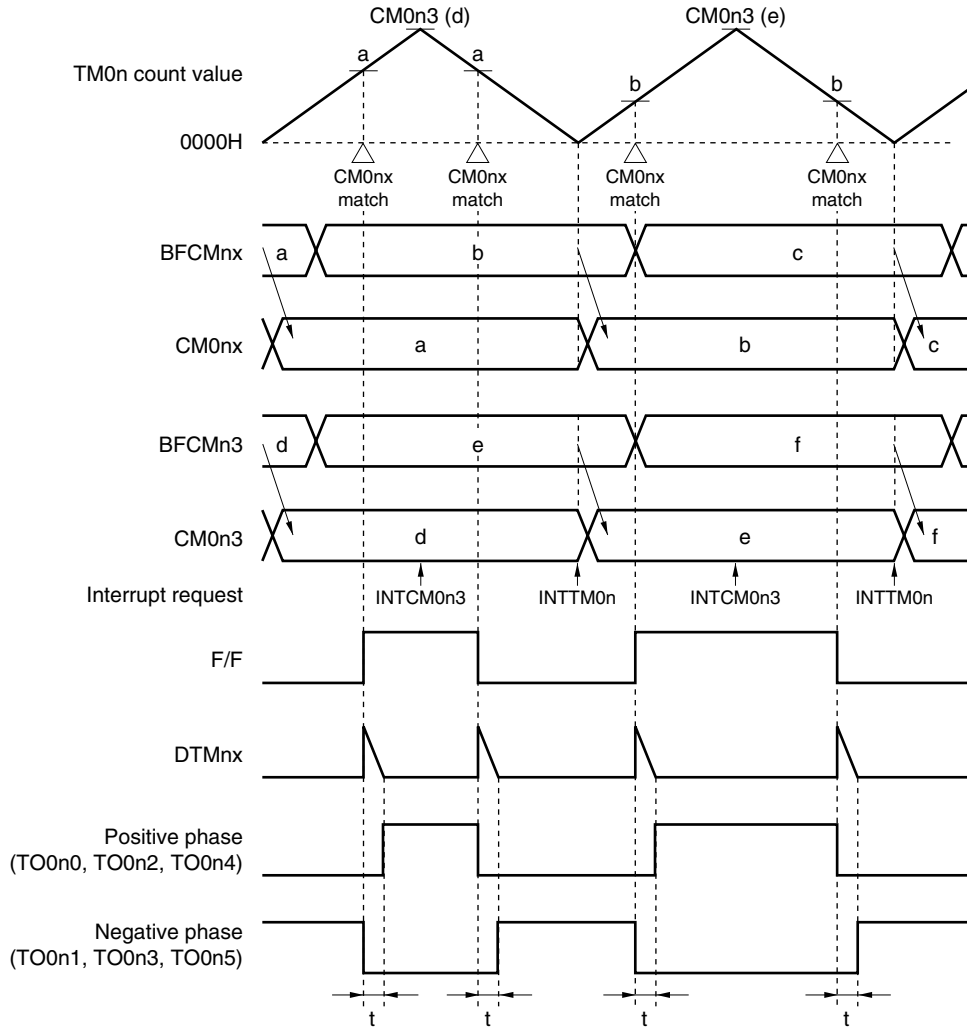 CM0n3 (d)
CM0n3 (e)
a
a
TM0n count value
b
b
0000H
CM0nx
match
CM0nx
match
CM0nx
match
CM0nx
match
BFCMnx
a
b
c
CM0nx
a
b
c
BFCMn3
d
e
f
CM0n3
d
e
f
Interrupt request
INTCM0n3
INTTM0n
INTCM0n3
INTTM0n
F/F
DTMnx
Positive phase
(TO0n0, TO0n2, TO0n4)
Negative phase
(TO0n1, TO0n3, TO0n5)
t
t
t
t